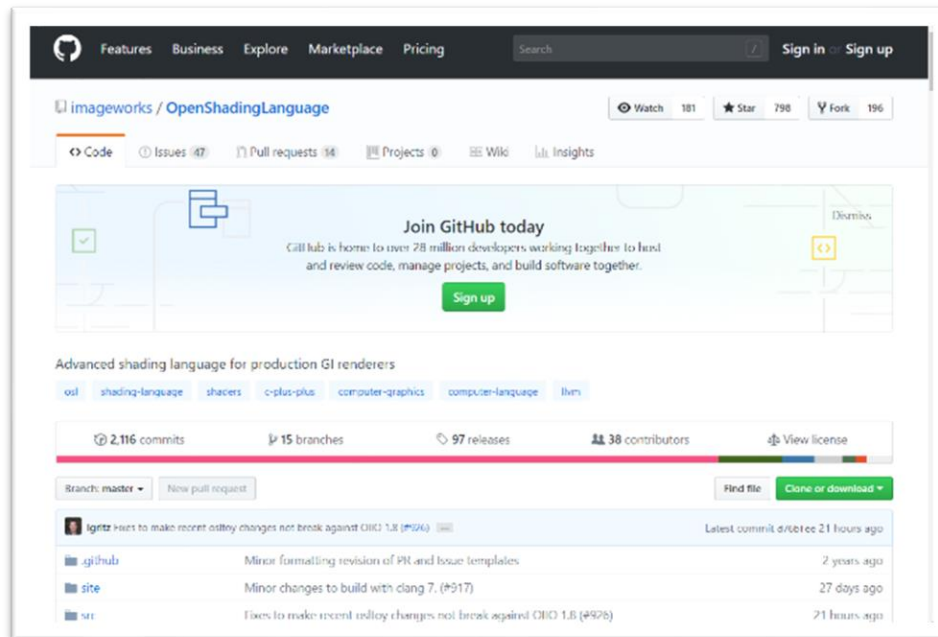 Features Business Explore Marketplace Pricing Search / Sign in or Sign up
imageworks / OpenShadingLanguage Watch 181 Star 798 Fork 196
Code Issues 47 Pull requests 14 Projects 0 Wiki Insights
Join GitHub today
Dismiss
GitHub is home to over 28 million developers working together to host
and review code, manage projects, and build software together.
Sign up
Advanced shading language for production GI renderers
osl shading-language shaders c-plus-plus computer-graphics computer-language llvm
2,116 commits 15 branches 97 releases 38 contributors View license
Branch: master New pull request Find file Clone or download
lgritz Fixes to make recent osltoy changes not break against OIIO 1.8 (#926) Latest commit 21 hours ago
.github Minor formatting revision of PR and Issue templates 2 years ago
site Minor changes to build with clang 7. (#917) 27 days ago
src Fixes to make recent osltoy changes not break against OIIO 1.8 (#926) 21 hours ago